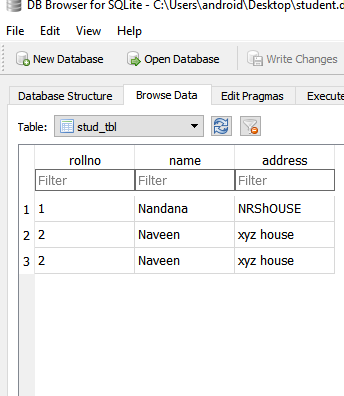 DB Browser for SQLite - C:\Users\android\Desktop\student.d
File Edit View Help
New Database Open Database Write Changes
Database Structure Browse Data Edit Pragmas Execute
Table: stud_tbl
rollno name address
Filter Filter Filter
1 1 Nandana NRShOUSE
2 2 Naveen xyz house
3 2 Naveen xyz house